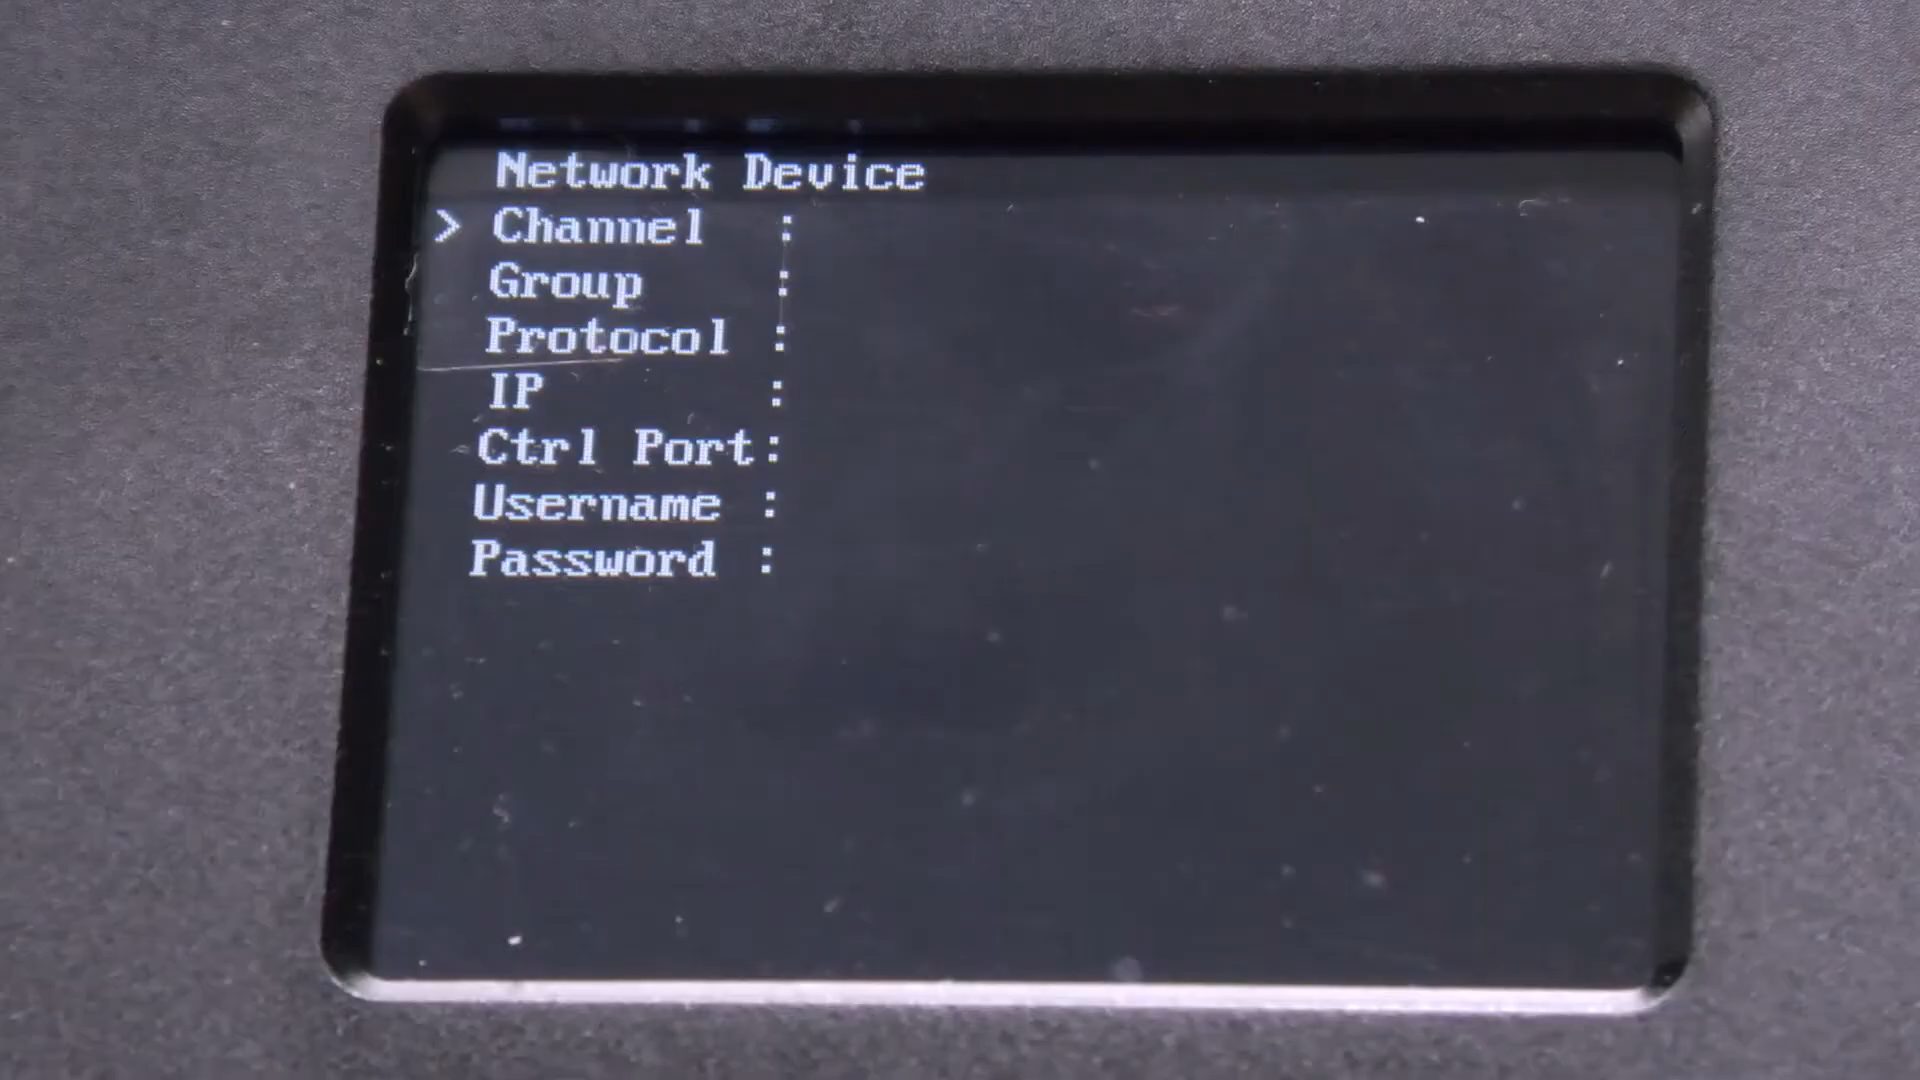 Network Device
> Channel :
Group :
Protocol :
IP :
Ctrl Port:
Username :
Password :